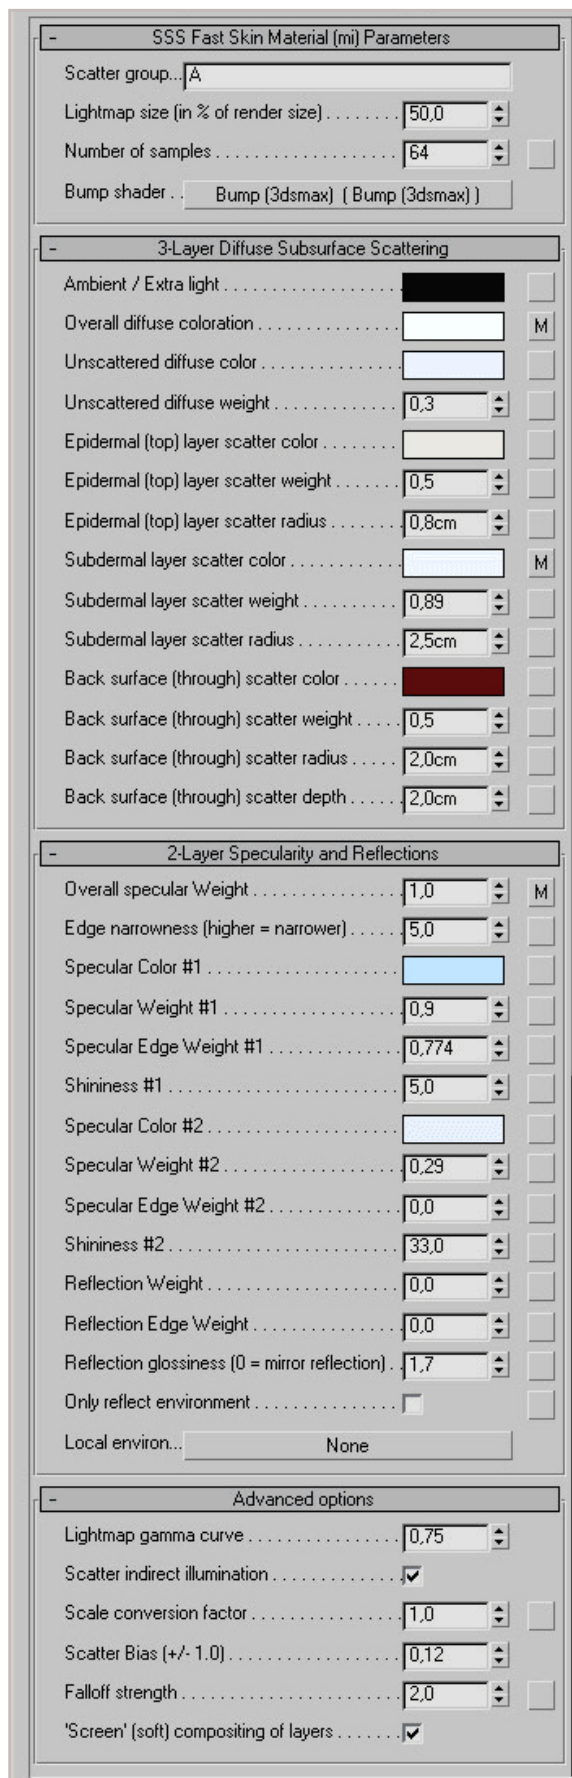 - SSS Fast Skin Material (mi) Parameters
Scatter group... A
Lightmap size (in % of render size) . . . . . . . . 50,0
Number of samples . . . . . . . . . . . . . . . . . . . . 64
Bump shader . . Bump (3dsmax) ( Bump (3dsmax) )
- 3-Layer Diffuse Subsurface Scattering
Ambient / Extra light . . . . . . . . . . . . . . . . . . . .
Overall diffuse coloration . . . . . . . . . . . . . . . . M
Unscattered diffuse color . . . . . . . . . . . . . . . .
Unscattered diffuse weight . . . . . . . . . . . . . . 0,3
Epidermal (top) layer scatter color . . . . . . . . .
Epidermal (top) layer scatter weight . . . . . . . 0,5
Epidermal (top) layer scatter radius . . . . . . . . 0,8cm
Subdermal layer scatter color . . . . . . . . . . . . M
Subdermal layer scatter weight . . . . . . . . . . . 0,89
Subdermal layer scatter radius . . . . . . . . . . . 2,5cm
Back surface (through) scatter color . . . . . .
Back surface (through) scatter weight . . . . . 0,5
Back surface (through) scatter radius . . . . . 2,0cm
Back surface (through) scatter depth . . . . . 2,0cm
- 2-Layer Specularity and Reflections
Overall specular Weight . . . . . . . . . . . . . . . . 1,0 M
Edge narrowness (higher = narrower) . . . . . 5,0
Specular Color #1 . . . . . . . . . . . . . . . . . . . . .
Specular Weight #1 . . . . . . . . . . . . . . . . . . . 0,9
Specular Edge Weight #1 . . . . . . . . . . . . . . 0,774
Shininess #1 . . . . . . . . . . . . . . . . . . . . . . . . . 5,0
Specular Color #2 . . . . . . . . . . . . . . . . . . . . .
Specular Weight #2 . . . . . . . . . . . . . . . . . . . 0,29
Specular Edge Weight #2 . . . . . . . . . . . . . . 0,0
Shininess #2 . . . . . . . . . . . . . . . . . . . . . . . . . 33,0
Reflection Weight . . . . . . . . . . . . . . . . . . . . . 0,0
Reflection Edge Weight . . . . . . . . . . . . . . . . 0,0
Reflection glossiness (0 = mirror reflection) . . 1,7
Only reflect environment . . . . . . . . . . . . . . .
Local environ... None
- Advanced options
Lightmap gamma curve . . . . . . . . . . . . . . . . 0,75
Scatter indirect illumination . . . . . . . . . . . . . .
Scale conversion factor . . . . . . . . . . . . . . . . 1,0
Scatter Bias (+/- 1.0) . . . . . . . . . . . . . . . . . . 0,12
Falloff strength . . . . . . . . . . . . . . . . . . . . . . . . 2,0
'Screen' (soft) compositing of layers . . . . . . .